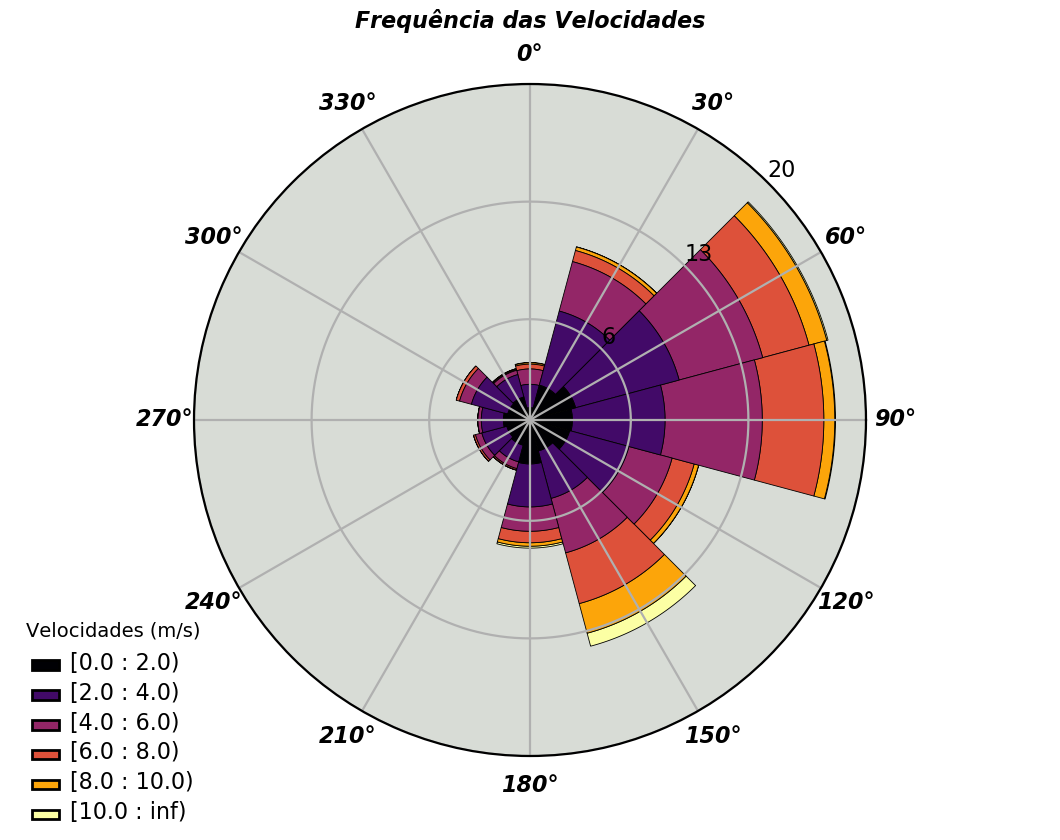 Frequência das Velocidades
0°
330°
30°
20
300°
60°
13
6
270°
90°
240°
120°
Velocidades (m/s)
[0.0 : 2.0)
[2.0 : 4.0)
[4.0 : 6.0)
210°
150°
[6.0 : 8.0)
[8.0 : 10.0)
180°
[10.0 : inf)